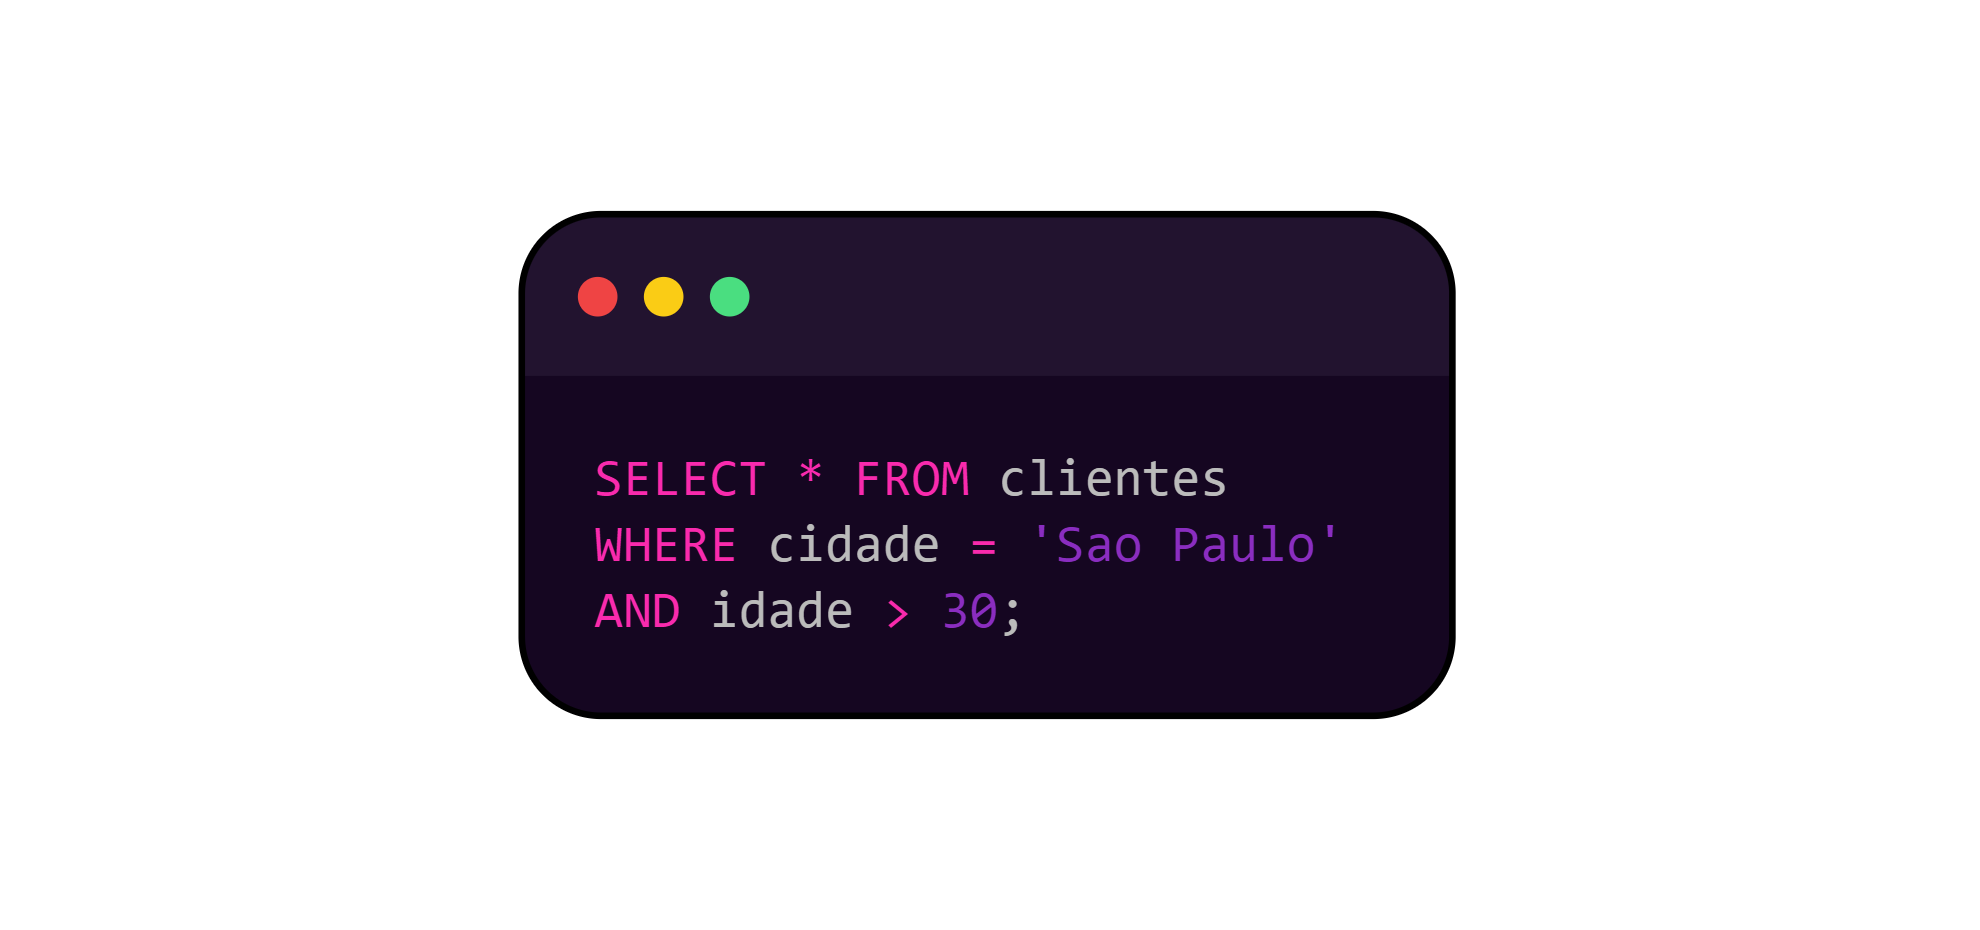 SELECT * FROM clientes
WHERE cidade = 'Sao Paulo'
AND idade > 30;